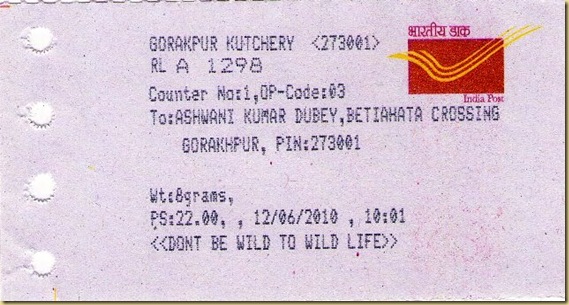 GORAKPUR KUTCHERY <273001>
RL A 1298
भारतीय डाक
India Post
Counter No:1,OP-Code:03
To:ASHWANI KUMAR DUBEY,BETIAHATA CROSSING
GORAKHPUR, PIN:273001
Wt:8grams,
PS:22.00, , 12/06/2010 , 10:01
<<DONT BE WILD TO WILD LIFE>>